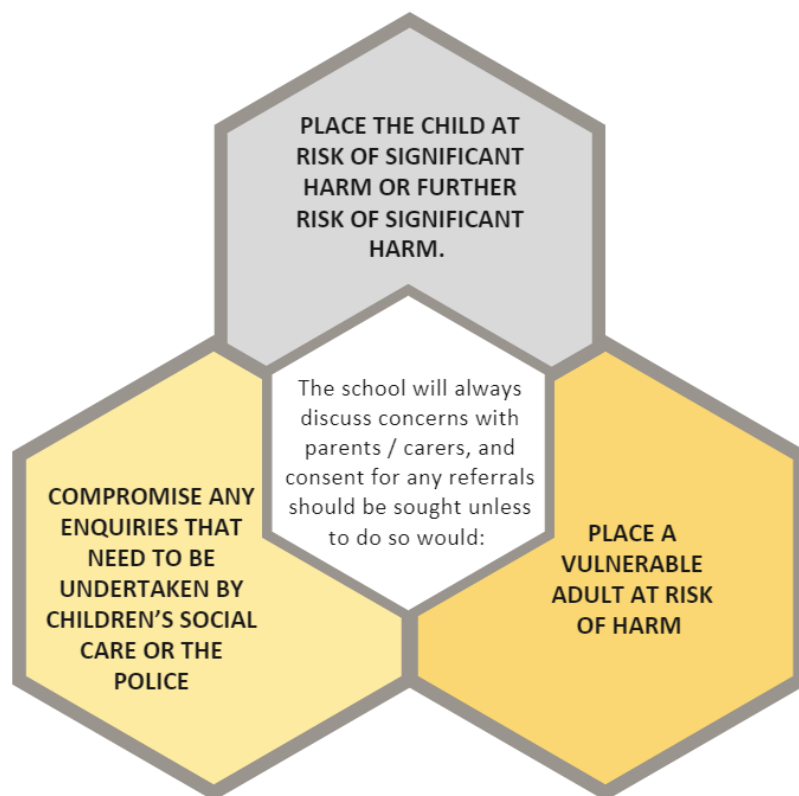 PLACE THE CHILD AT
RISK OF SIGNIFICANT
HARM OR FURTHER
RISK OF SIGNIFICANT
HARM.
The school will always
discuss concerns with
parents / carers, and
consent for any referrals
should be sought unless
to do so would:
COMPROMISE ANY
ENQUIRIES THAT
NEED TO BE
UNDERTAKEN BY
CHILDREN’S SOCIAL
CARE OR THE
POLICE
PLACE A
VULNERABLE
ADULT AT RISK
OF HARM